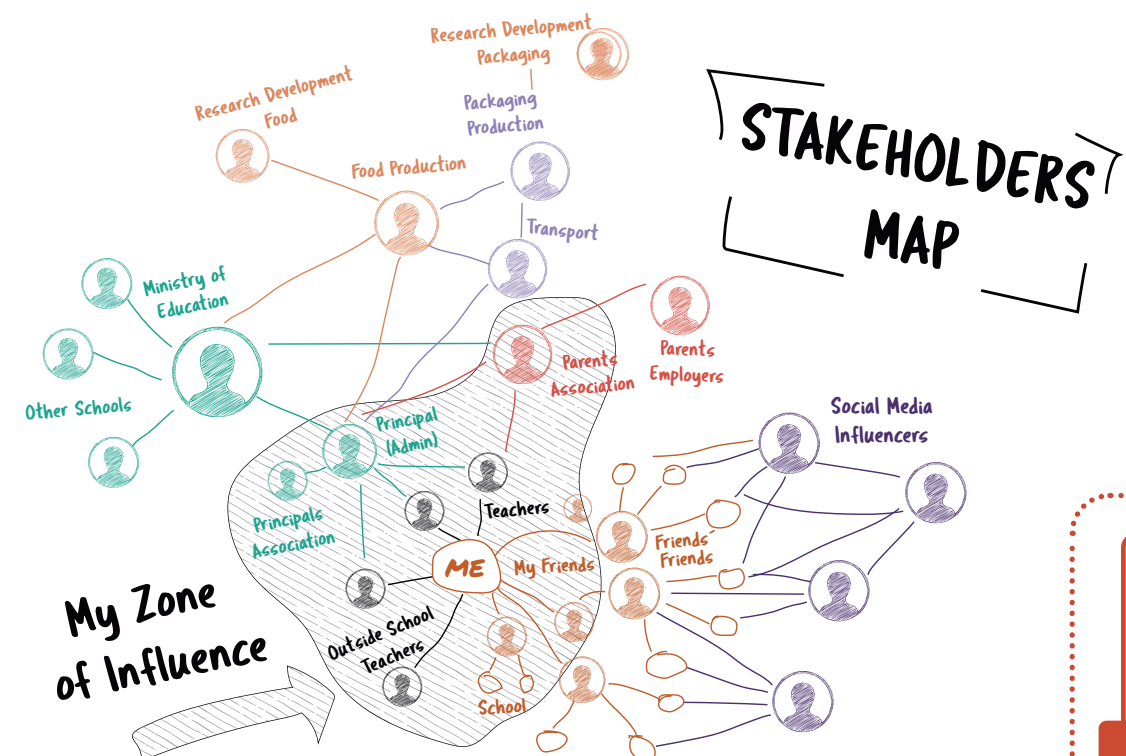 Research Development
Packaging
STAKEHOLDERS
MAP
Research Development
Food
Packaging
Production
Food Production
Transport
Ministry of
Education
Parents
Association
Parents
Employers
Other Schools
Principal
(Admin)
Social Media
Influencers
Principals
Association
Teachers
Friends'
Friends
ME
My Friends
My Zone
of Influence
Outside School
Teachers
School